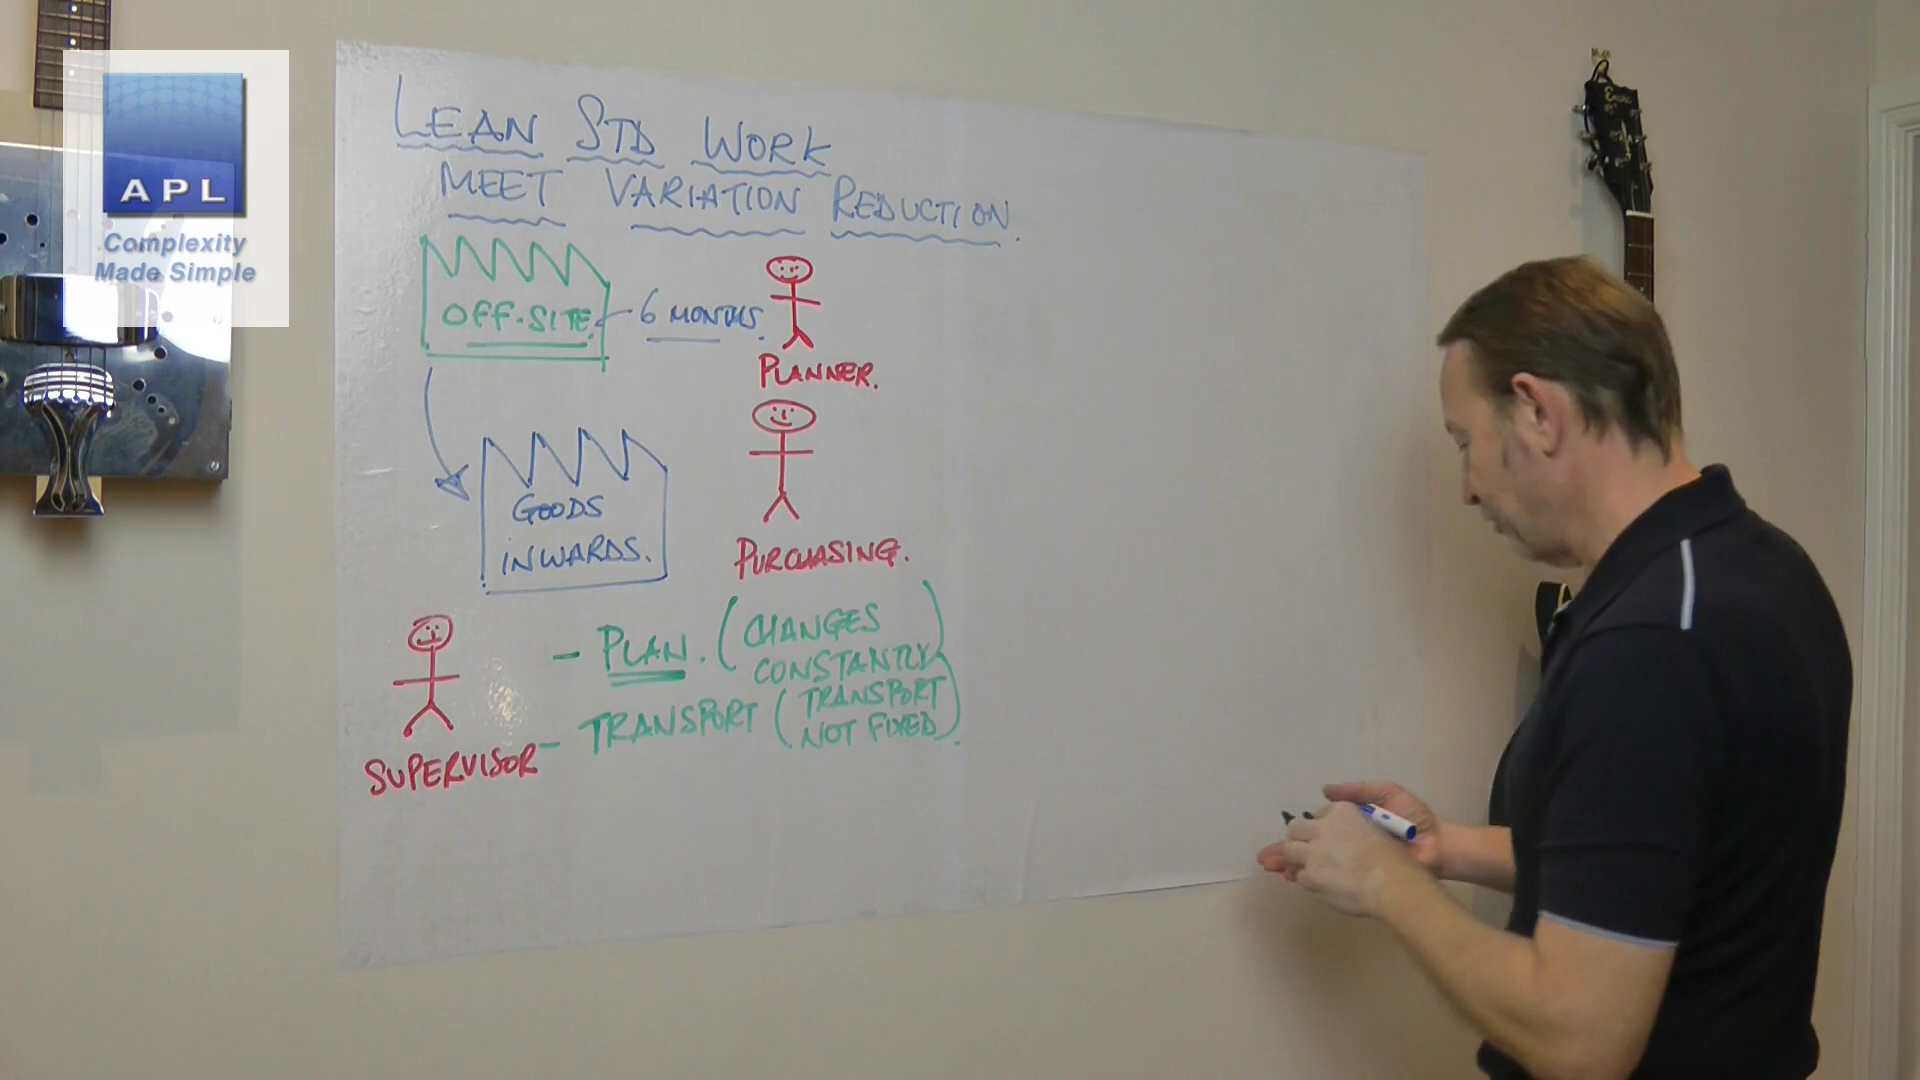 APL
Complexity
Made Simple
LEAN STD WORK
MEET VARIATION REDUCTION.
OFF-SITE.
6 MONTHS.
PLANNER.
GOODS
INWARDS.
PURCHASING.
- PLAN. (CHANGES
CONSTANTLY)
- TRANSPORT (TRANSPORT
NOT FIXED).
SUPERVISOR